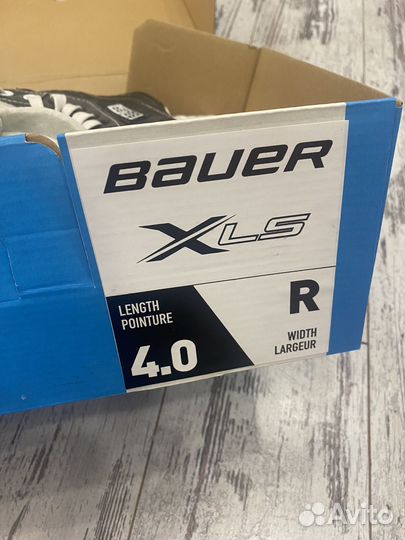 BAUER
XLS
LENGTH
POINTURE
4.0
R
WIDTH
LARGEUR
Avito